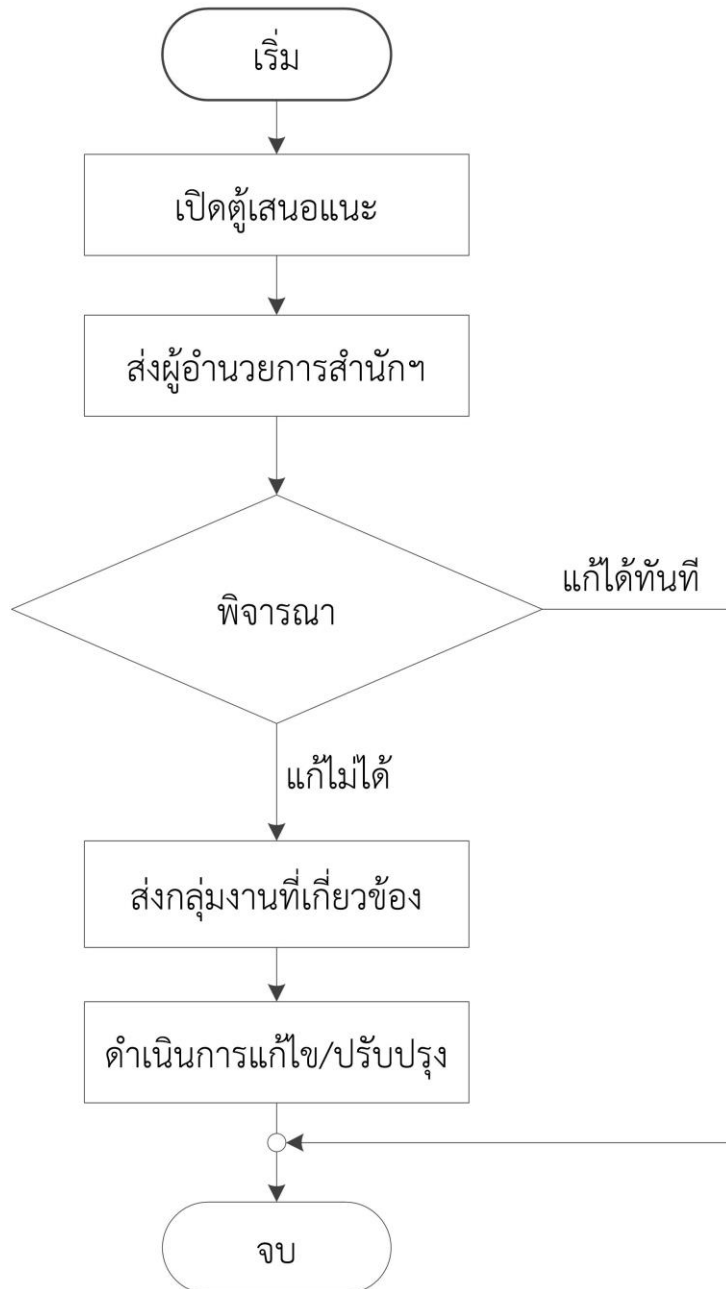 เริ่ม
เปิดตู้เสนอแนะ
ส่งผู้อำนวยการสำนักฯ
พิจารณา
แก้ได้ทันที
แก้ไม่ได้
ส่งกลุ่มงานที่เกี่ยวข้อง
ดำเนินการแก้ไข/ปรับปรุง
จบ